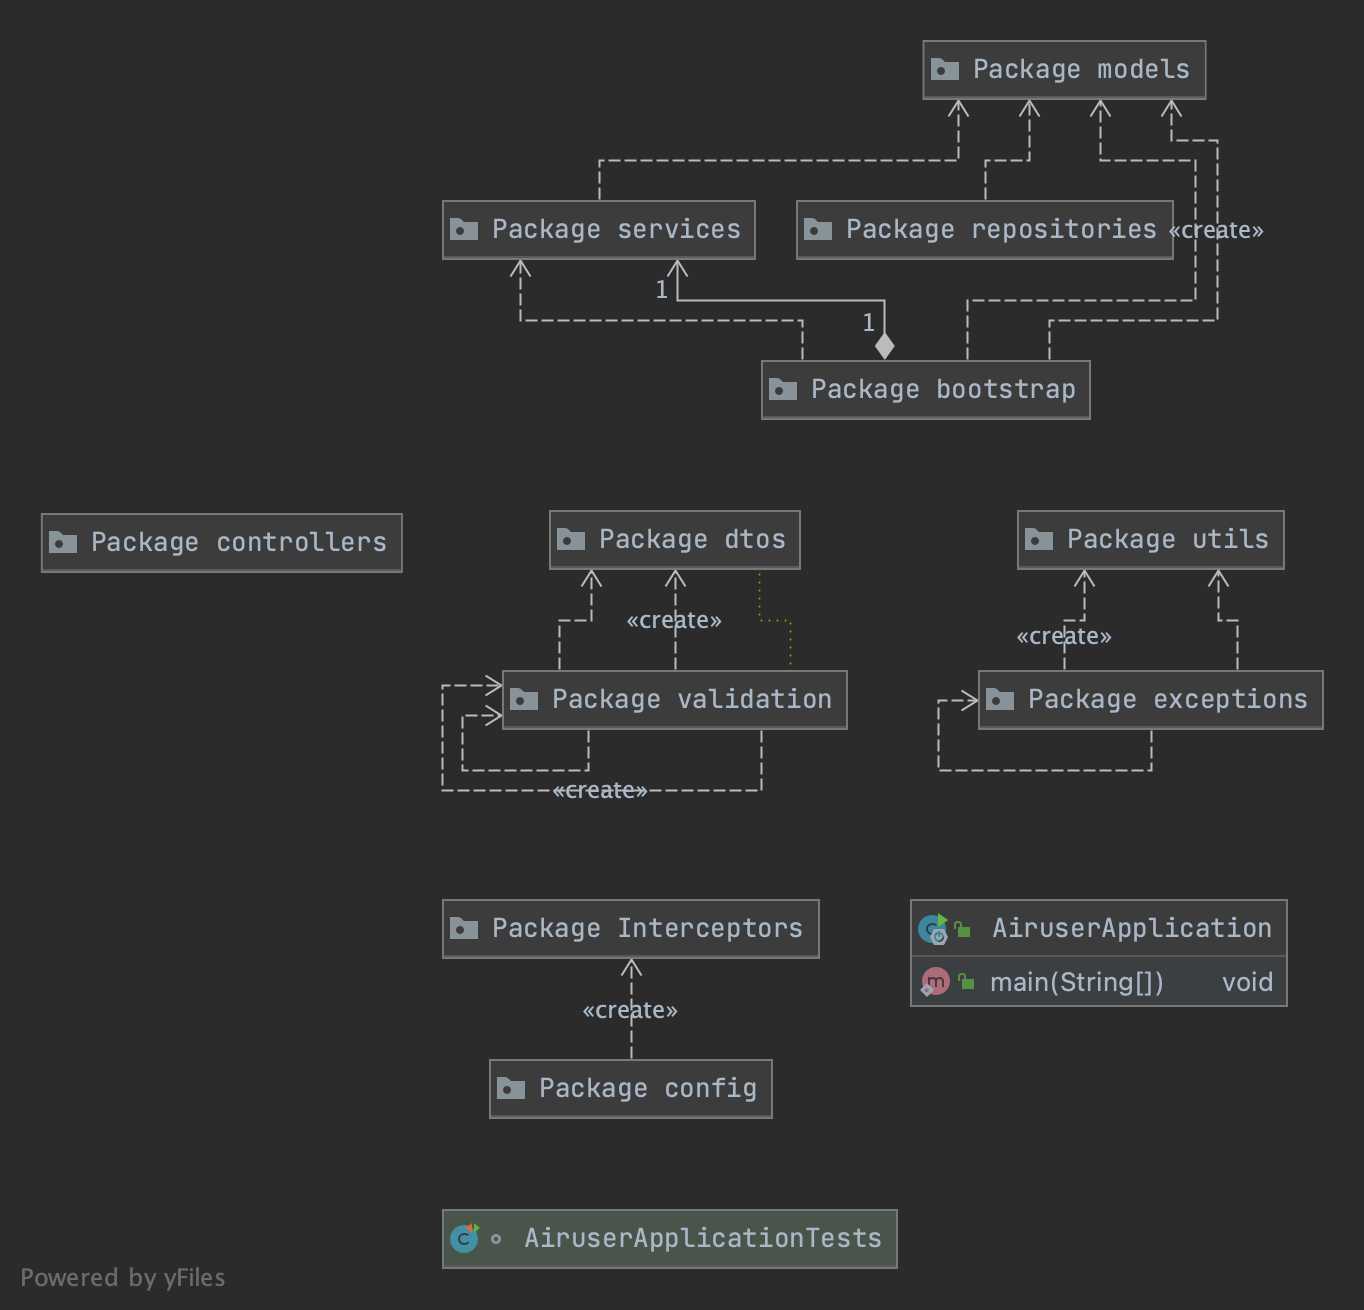 Package models
Package services
Package repositories
«create»
1
1
Package bootstrap
Package controllers
Package dtos
Package utils
«create»
«create»
Package validation
Package exceptions
«create»
Package Interceptors
AiruserApplication
main(String[]) void
«create»
Package config
AiruserApplicationTests
Powered by yFiles